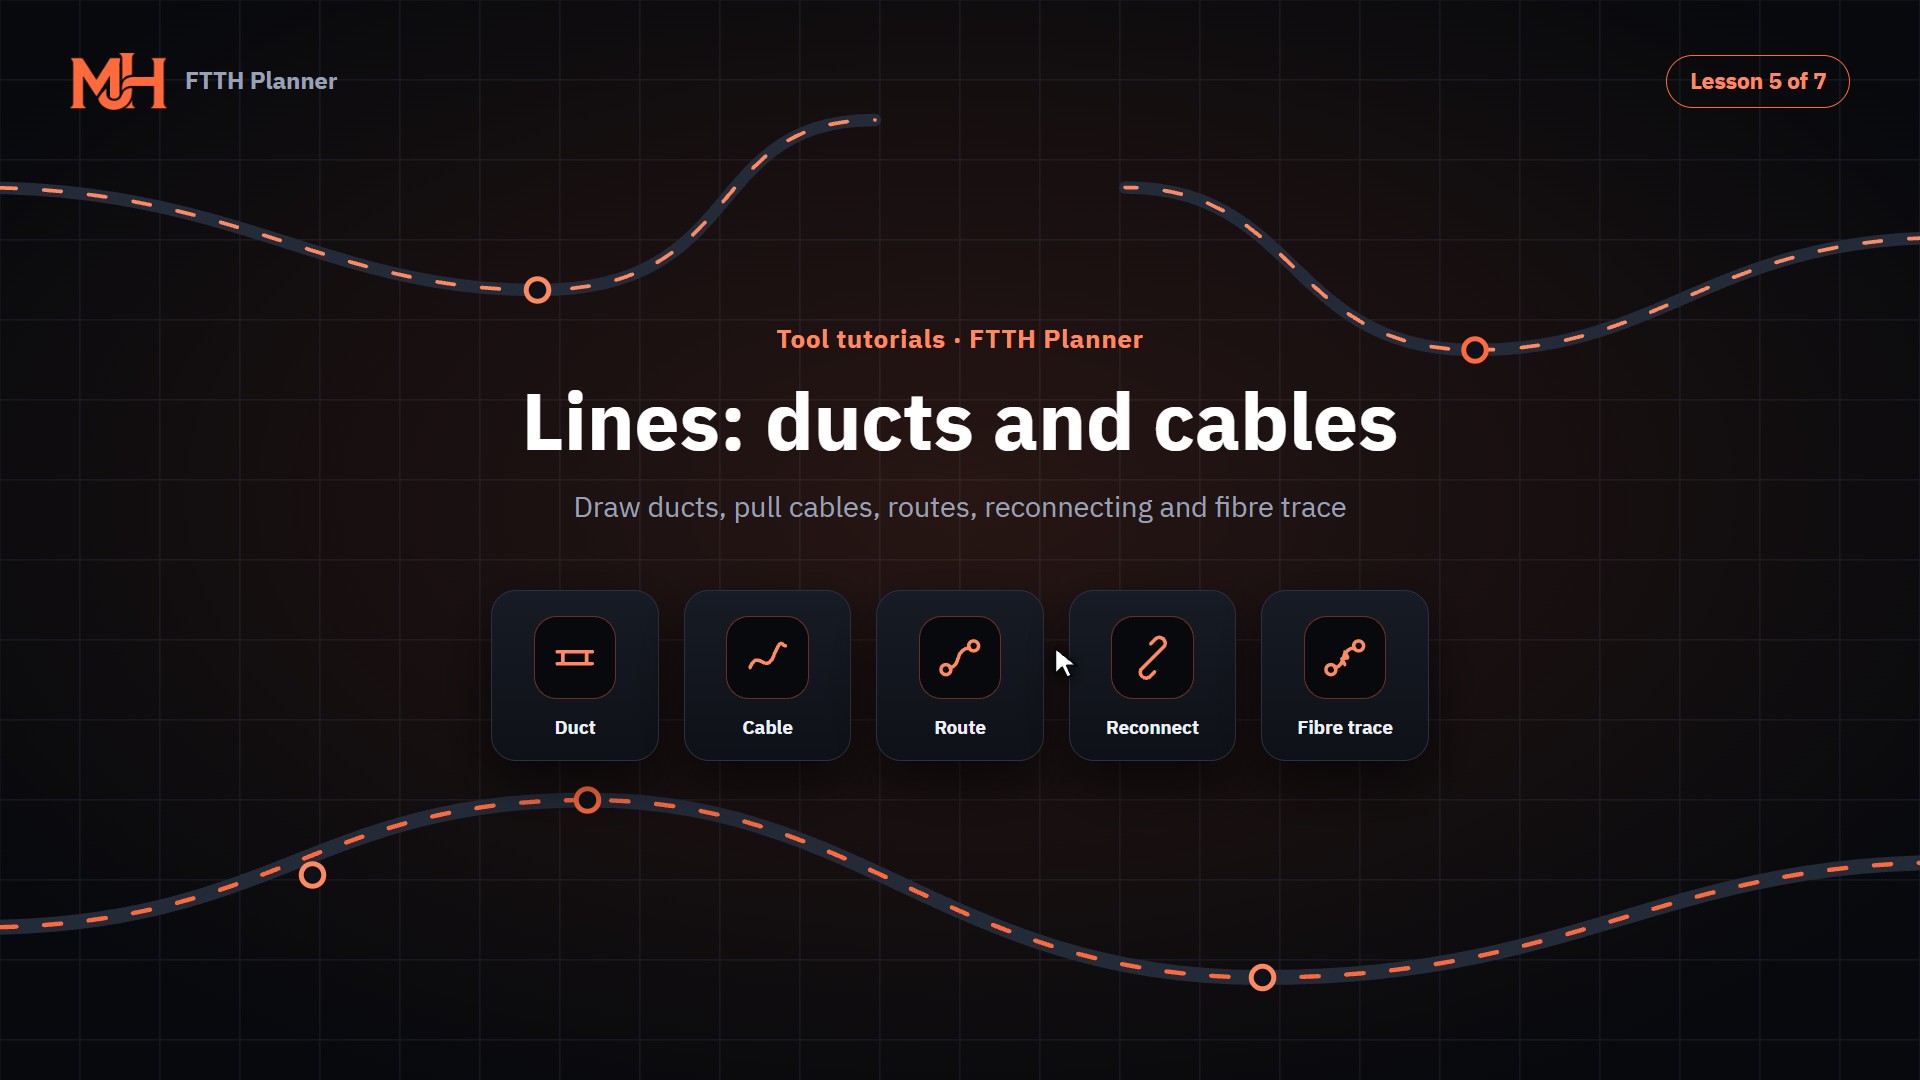 MJH
FTTH Planner
Lesson 5 of 7
Tool tutorials · FTTH Planner
Lines: ducts and cables
Draw ducts, pull cables, routes, reconnecting and fibre trace
Duct
Cable
Route
Reconnect
Fibre trace